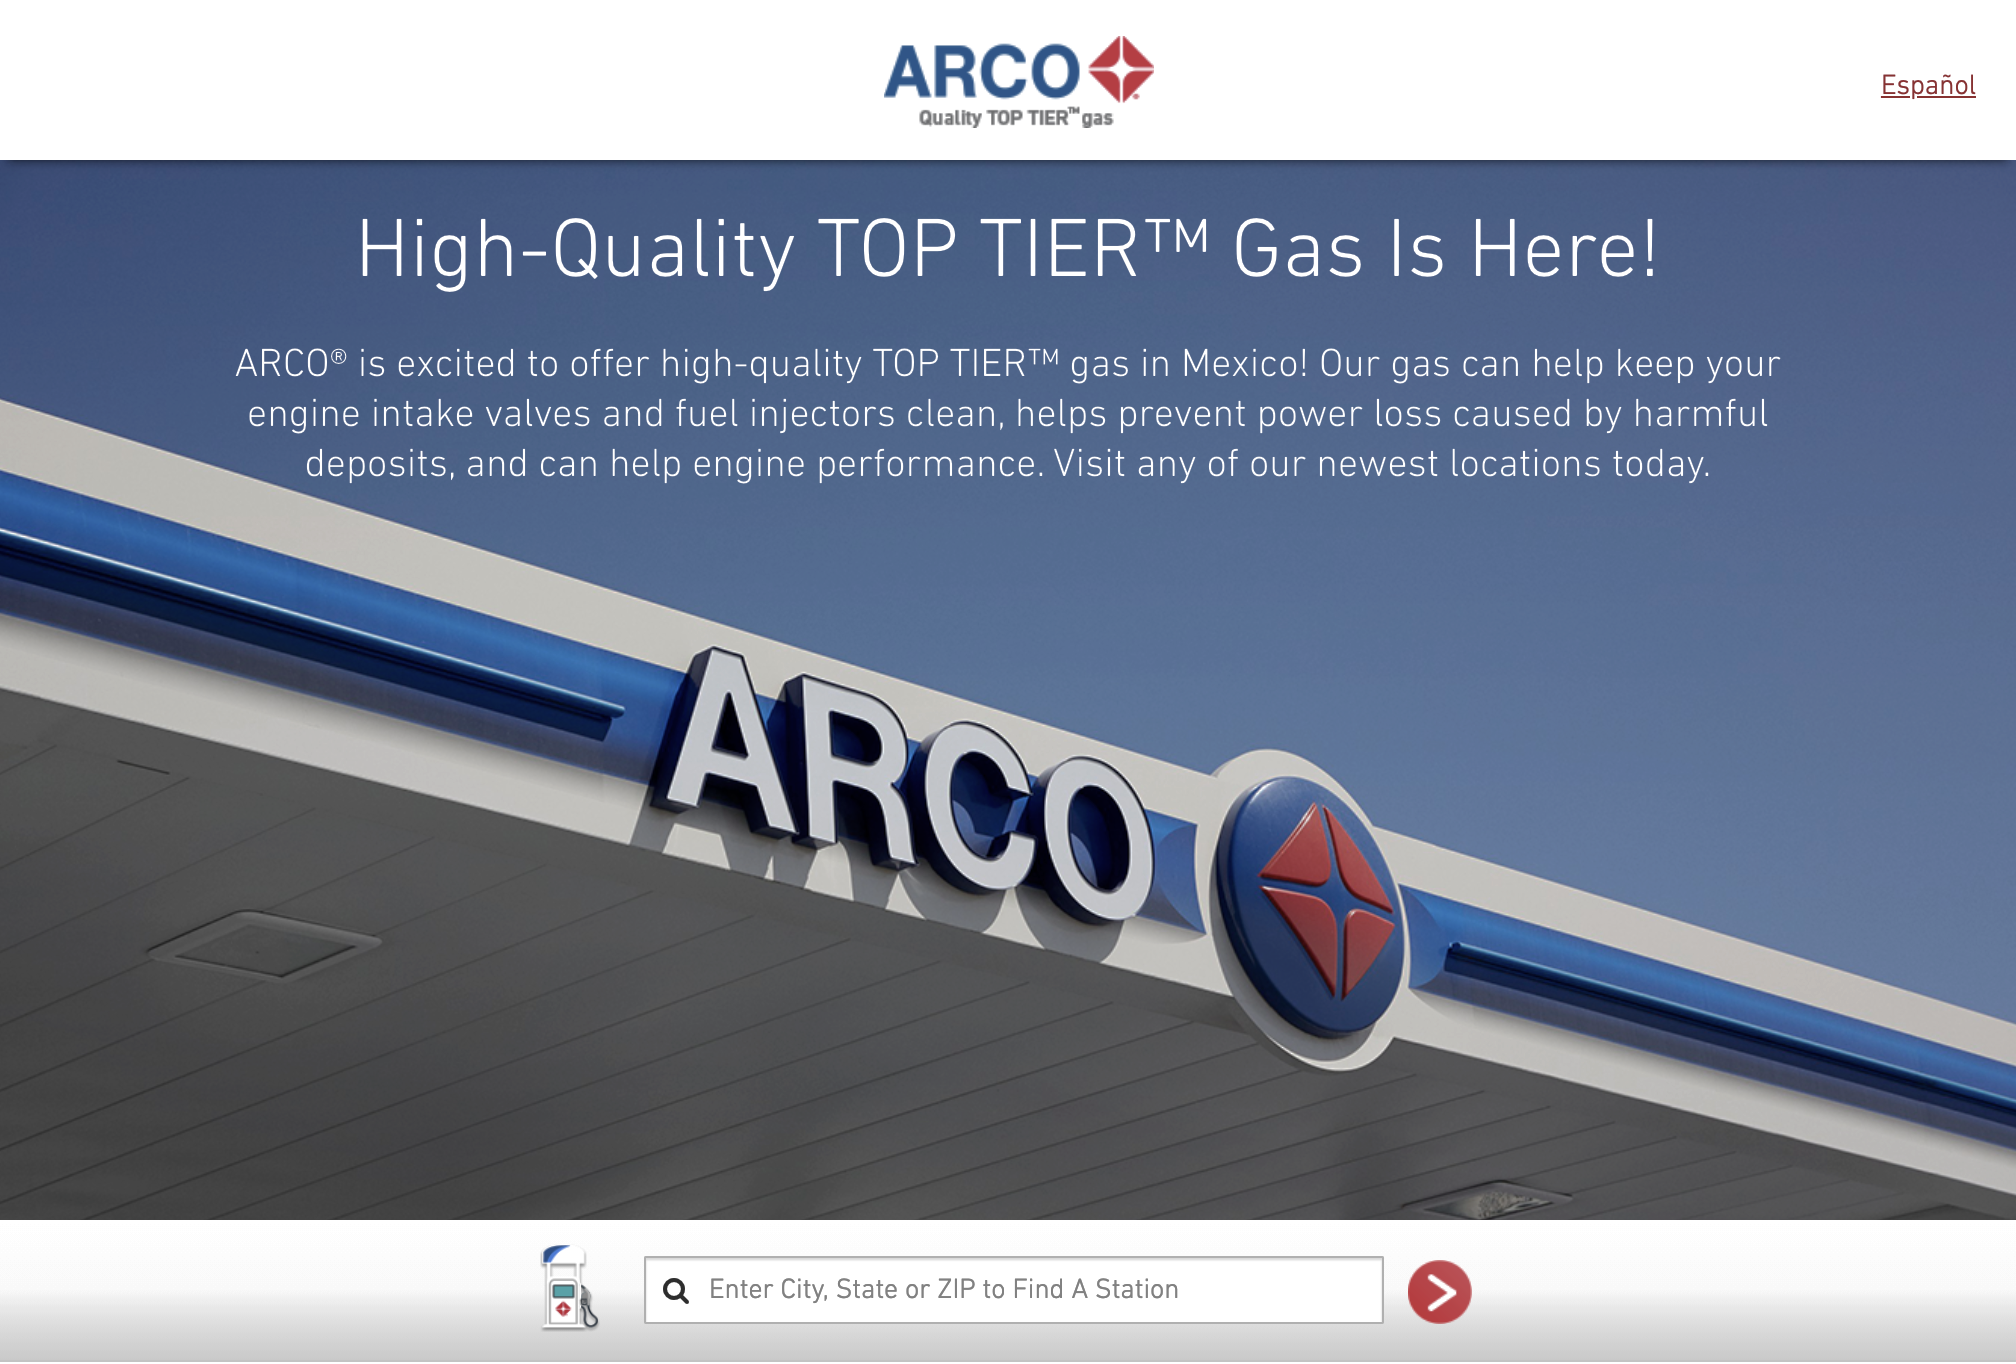 ARCO
Quality TOP TIER™ gas
Español
High-Quality TOP TIER™ Gas Is Here!
ARCO® is excited to offer high-quality TOP TIER™ gas in Mexico! Our gas can help keep your
engine intake valves and fuel injectors clean, helps prevent power loss caused by harmful
deposits, and can help engine performance. Visit any of our newest locations today.
ARCO
Enter City, State or ZIP to Find A Station